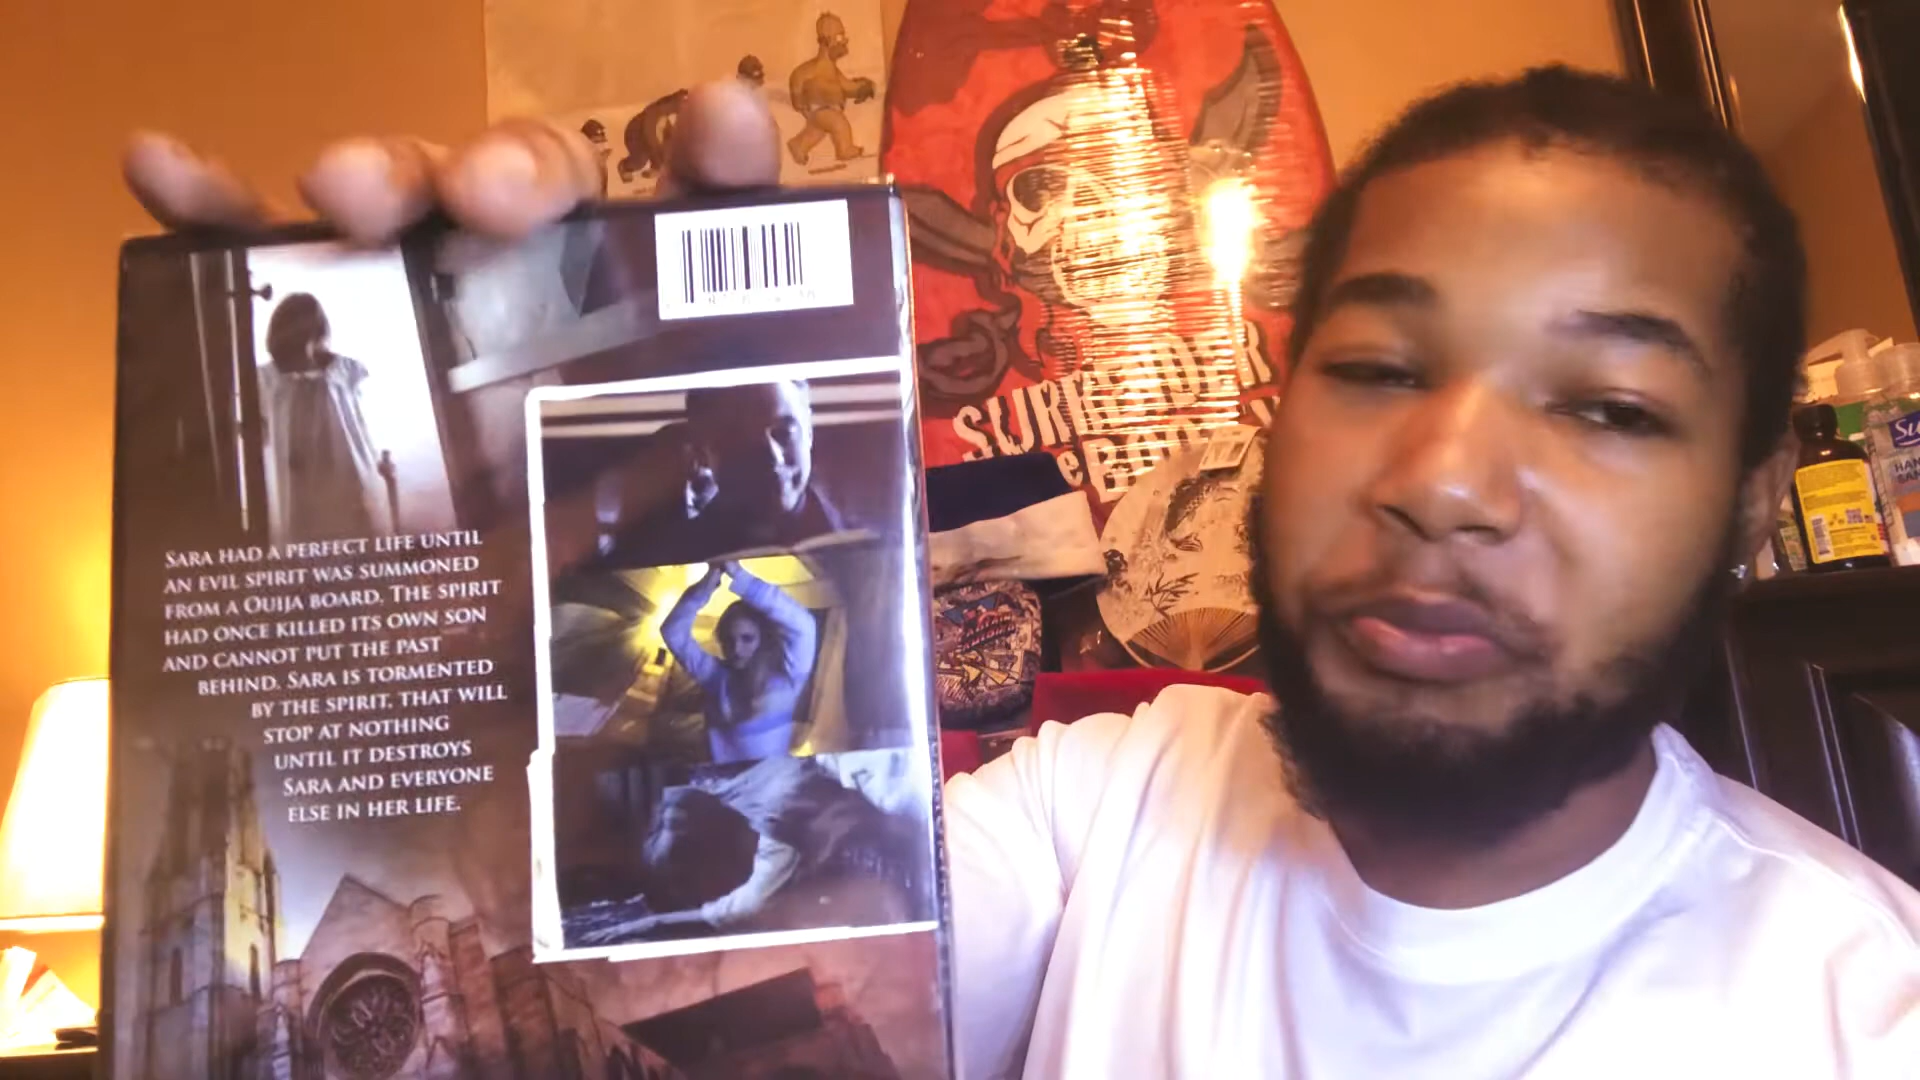 SARA HAD A PERFECT LIFE UNTIL
AN EVIL SPIRIT WAS SUMMONED
FROM A OUIJA BOARD. THE SPIRIT
HAD ONCE KILLED ITS OWN SON
AND CANNOT PUT THE PAST
BEHIND. SARA IS TORMENTED
BY THE SPIRIT. THAT WILL
STOP AT NOTHING
UNTIL IT DESTROYS
SARA AND EVERYONE
ELSE IN HER LIFE.
SURRENDER